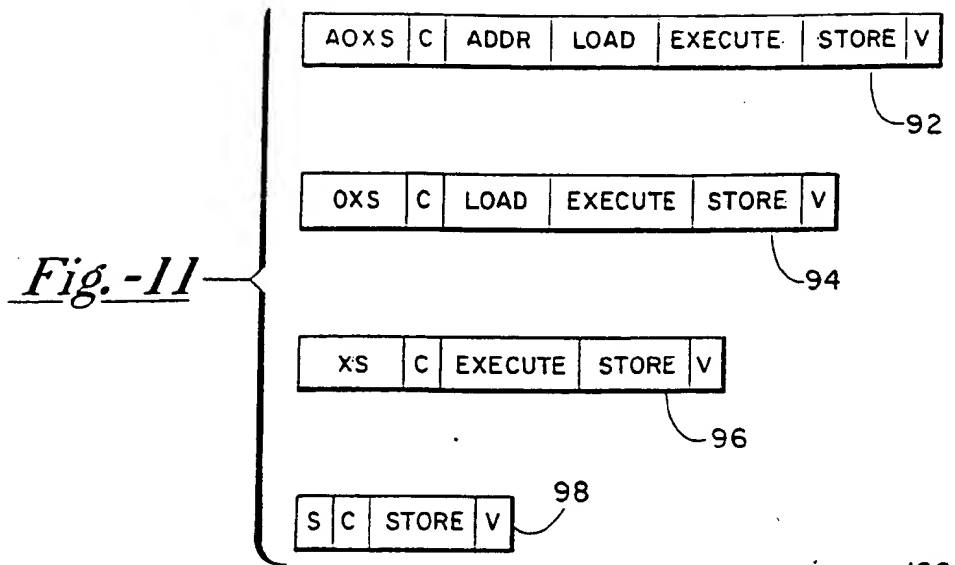 AOXS C ADDR LOAD EXECUTE STORE V
92
OXS C LOAD EXECUTE STORE V
94
Fig.-11
XS C EXECUTE STORE V
96
S C STORE V
98